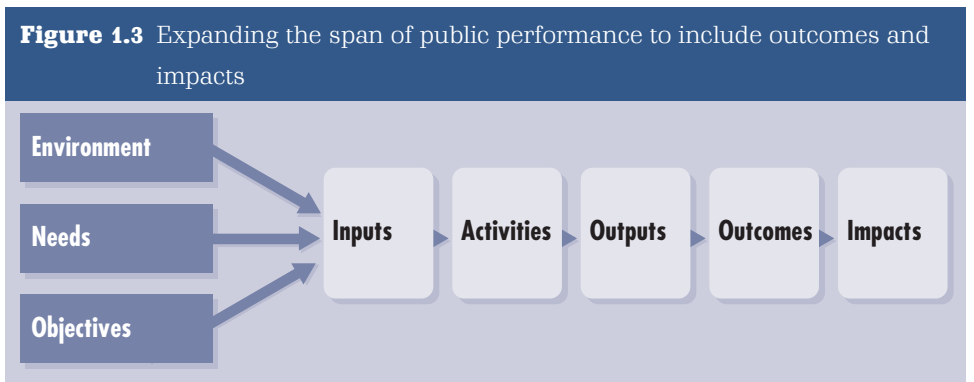 Figure 1.3 Expanding the span of public performance to include outcomes and
impacts
Environment
Needs
Objectives
Inputs
Activities
Outputs
Outcomes
Impacts